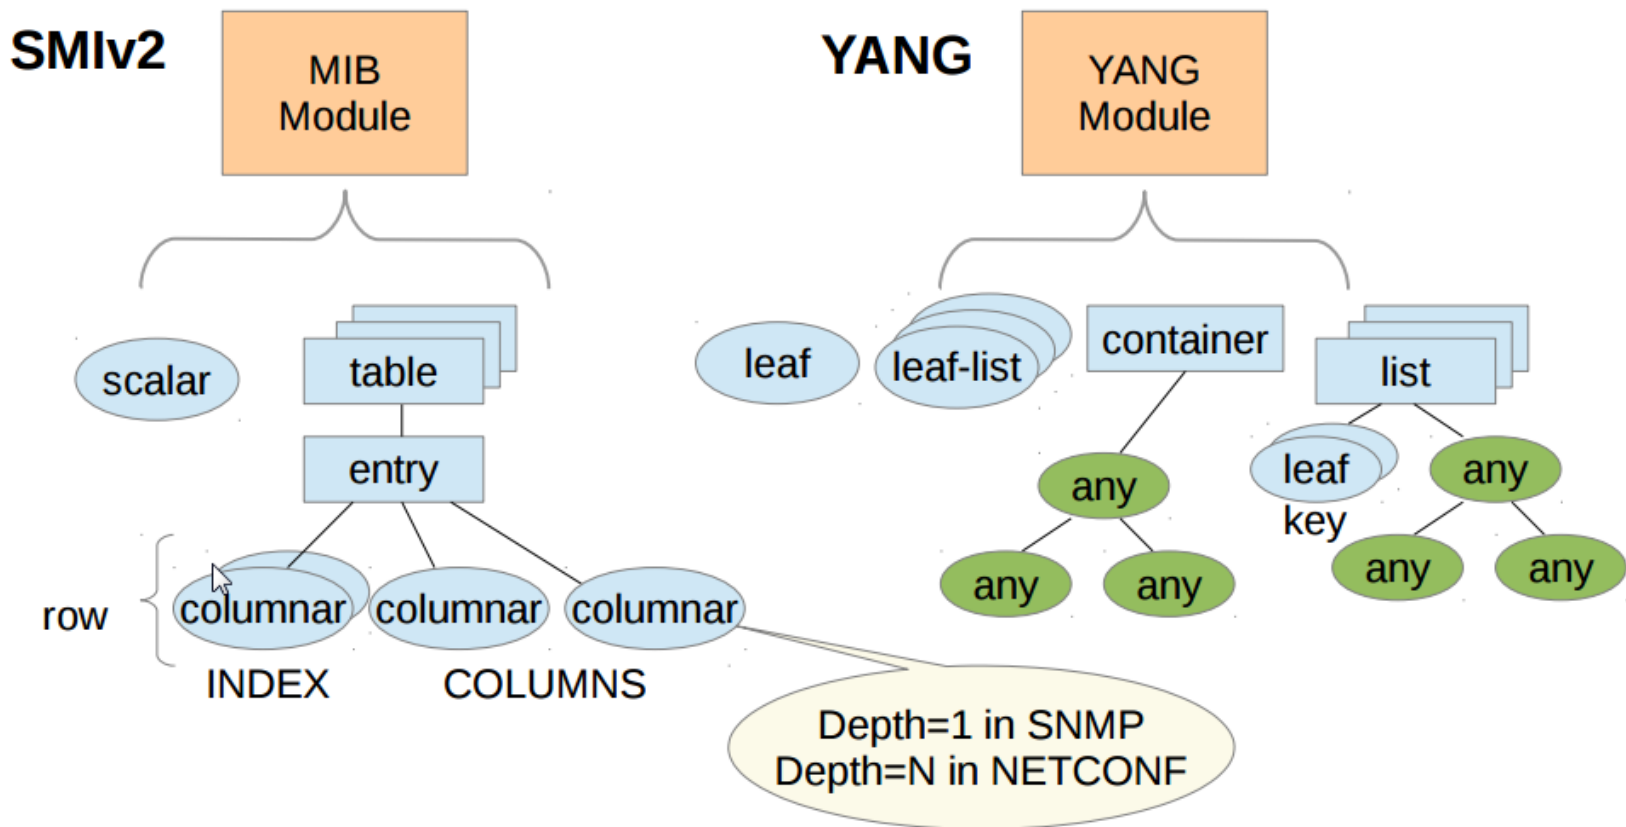 SMIv2
MIB
Module
scalar
table
entry
row
columnar
columnar
columnar
INDEX
COLUMNS
YANG
YANG
Module
leaf
leaf-list
container
list
any
any
any
leaf
key
any
any
any
Depth=1 in SNMP
Depth=N in NETCONF